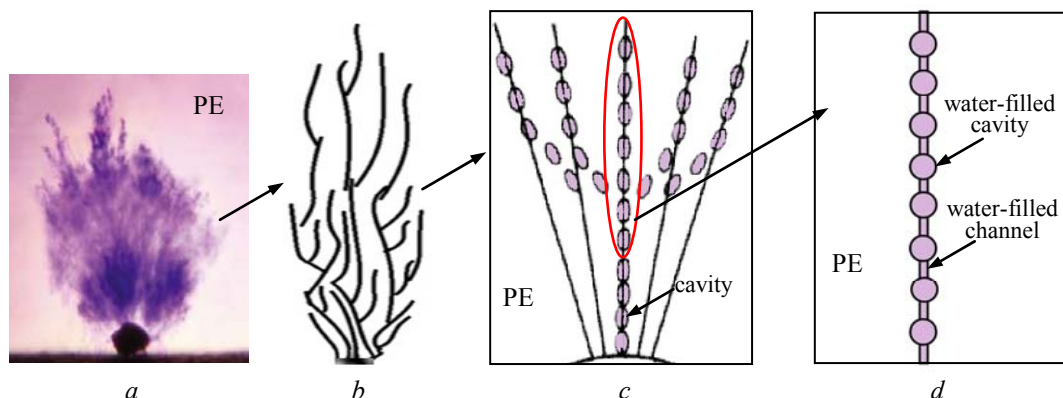 PE
PE
cavity
PE
water-filled
cavity
water-filled
channel
a
b
c
d